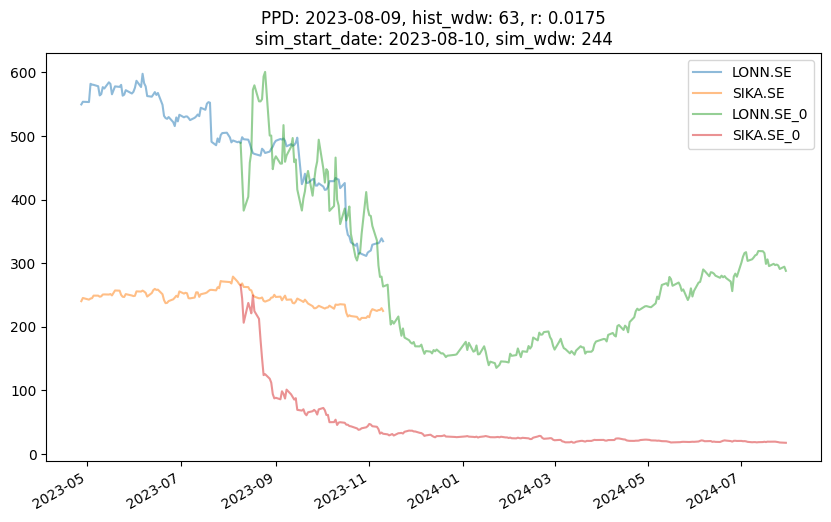 PPD: 2023-08-09, hist_wdw: 63, r: 0.0175
sim_start_date: 2023-08-10, sim_wdw: 244
LONN.SE
SIKA.SE
LONN.SE_0
SIKA.SE_0
600
500
400
300
200
100
0
2023-05
2023-07
2023-09
2023-11
2024-01
2024-03
2024-05
2024-07